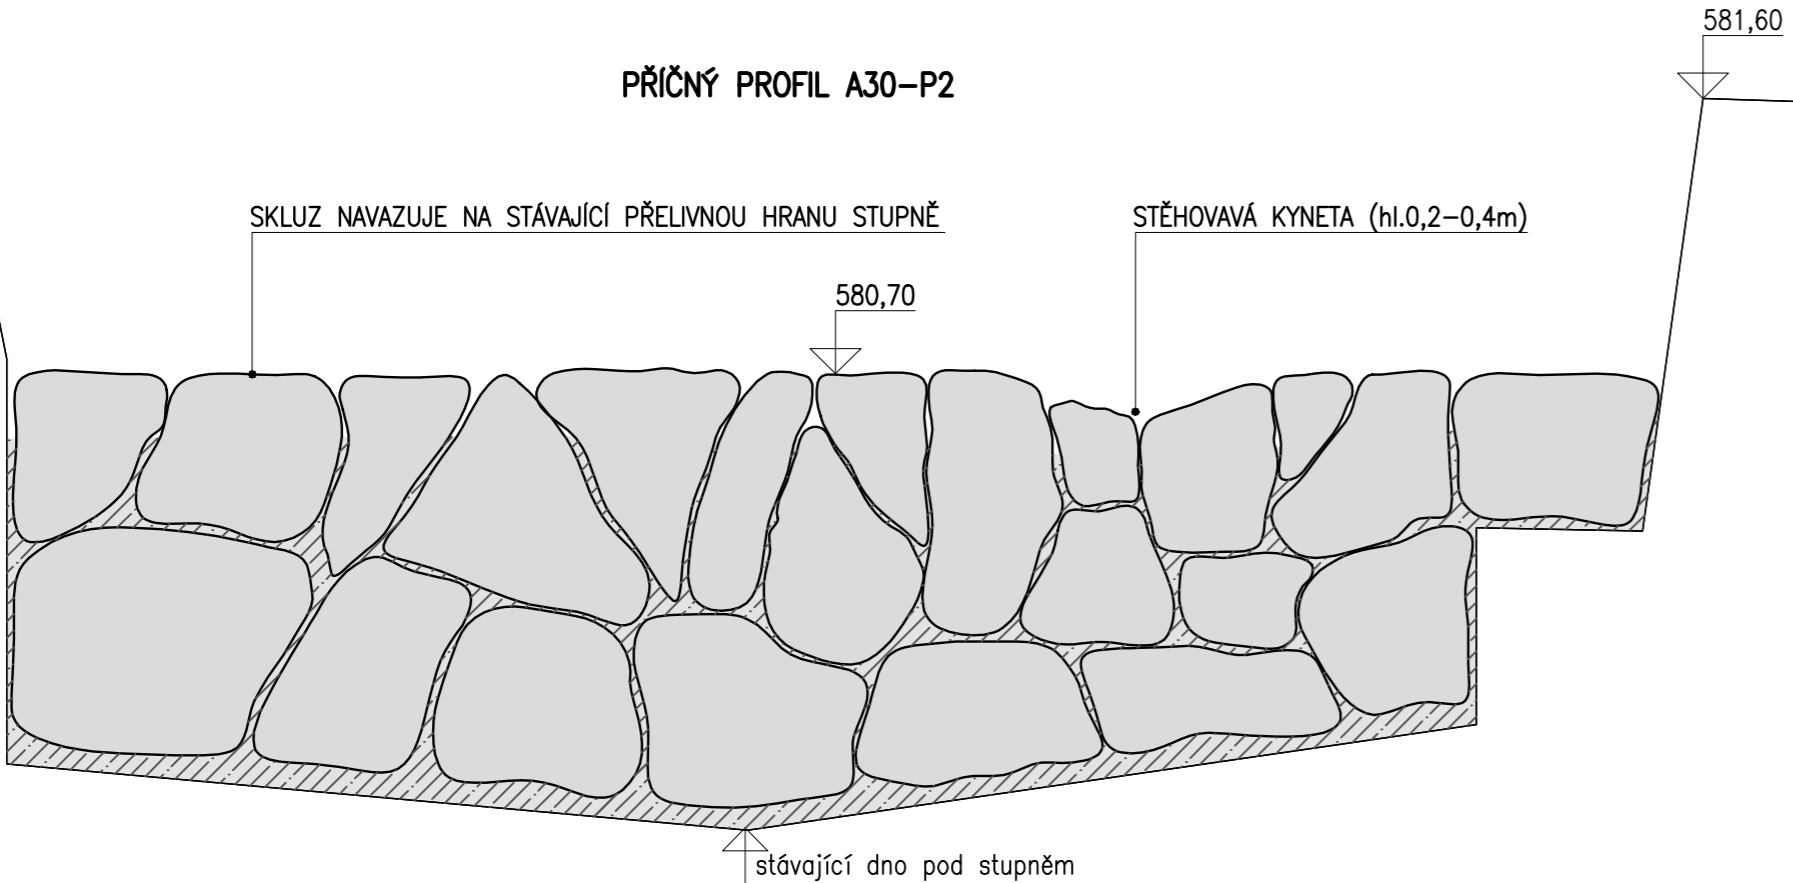 581,60
PŘÍČNÝ PROFIL A30-P2
SKLUZ NAVAZUJE NA STÁVAJÍCÍ PŘELIVNOU HRANU STUPNĚ
STĚHOVAVÁ KYNETA (hl.0,2-0,4m)
580,70
stávající dno pod stupněm